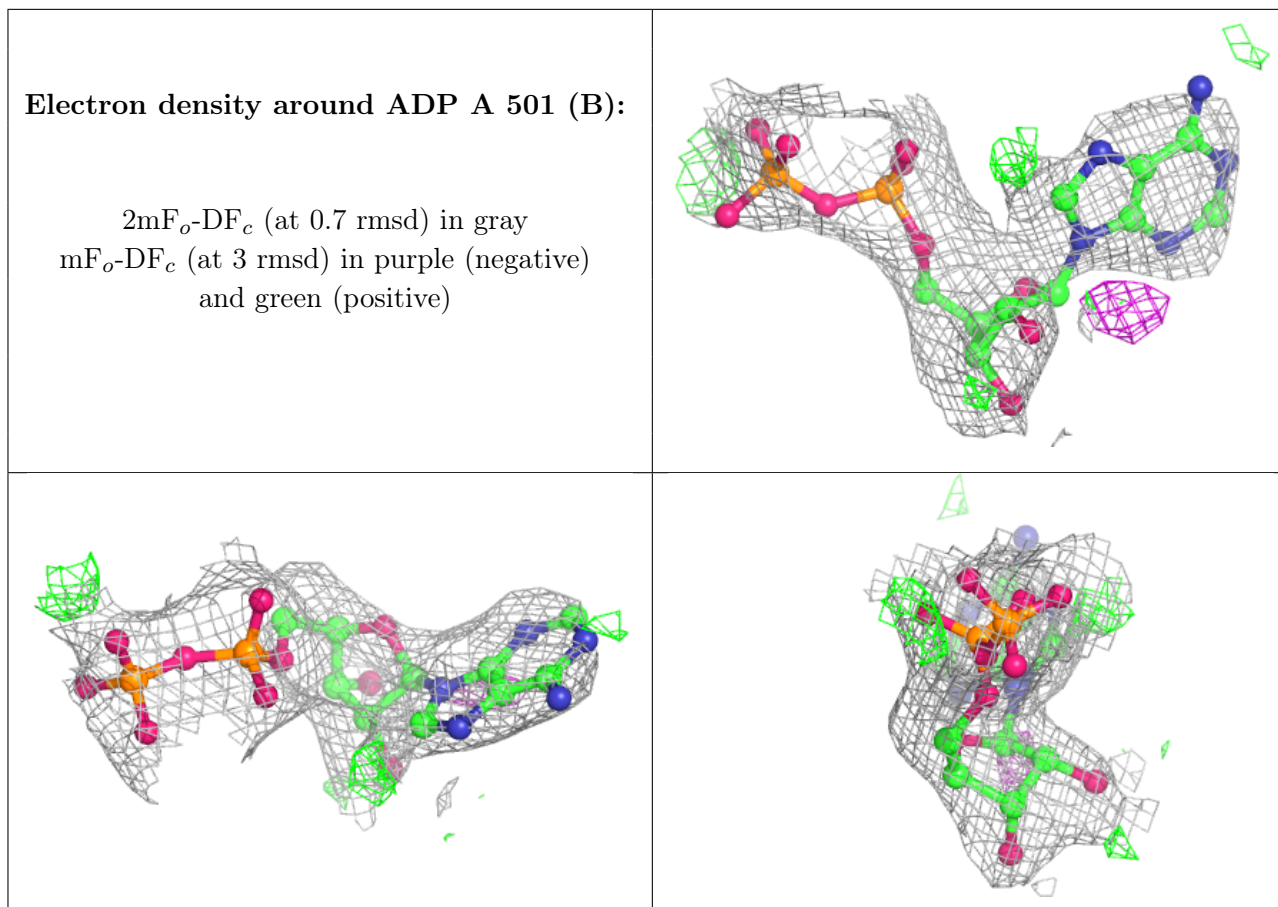 Electron density around ADP A 501 (B):
2mFo-DFc (at 0.7 rmsd) in gray
mFo-DFc (at 3 rmsd) in purple (negative)
and green (positive)